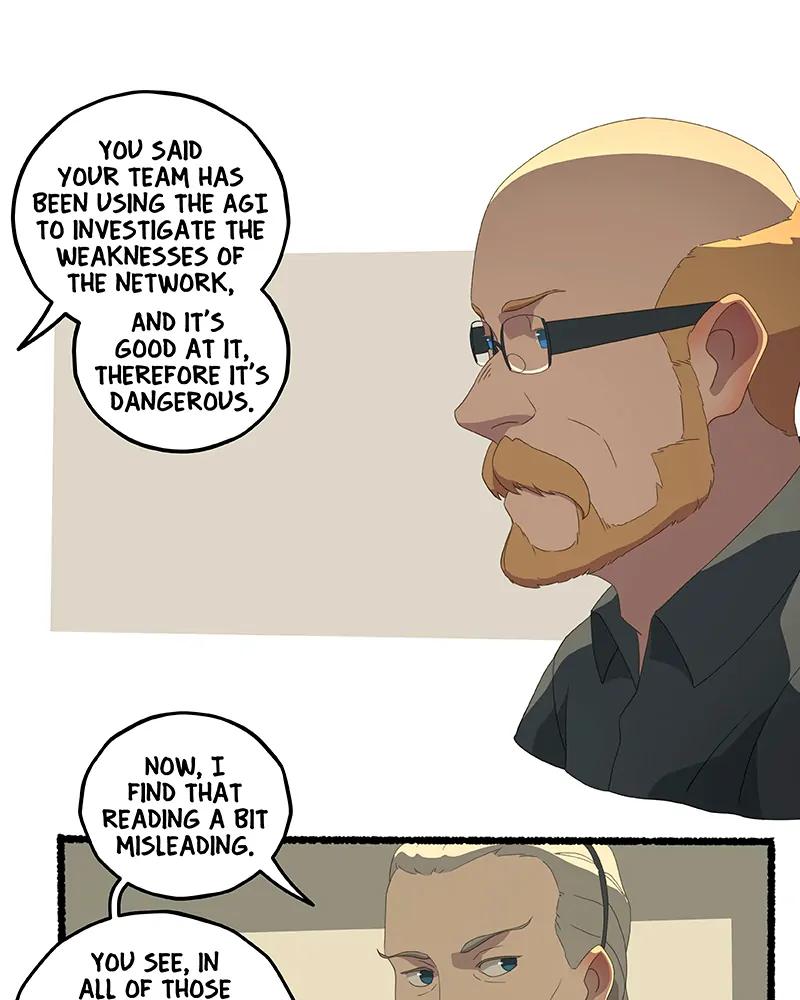 YOU SAID
YOUR TEAM HAS
BEEN USING THE AGI
TO INVESTIGATE THE
WEAKNESSES OF
THE NETWORK,
AND IT'S
GOOD AT IT,
THEREFORE IT'S
DANGEROUS.
NOW, I
FIND THAT
READING A BIT
MISLEADING.
YOU SEE, IN
ALL OF THOSE